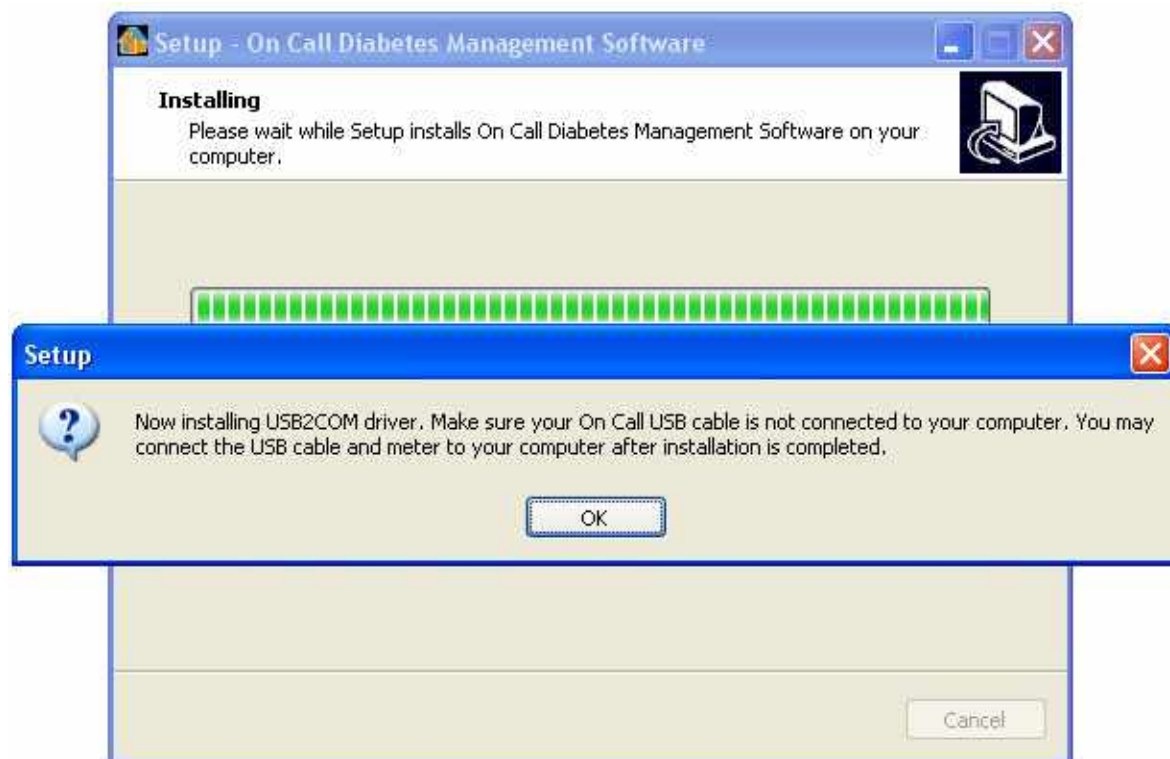 Setup - On Call Diabetes Management Software
Installing
Please wait while Setup installs On Call Diabetes Management Software on your
computer.
Setup
Now installing USB2COM driver. Make sure your On Call USB cable is not connected to your computer. You may
connect the USB cable and meter to your computer after installation is completed.
OK
Cancel